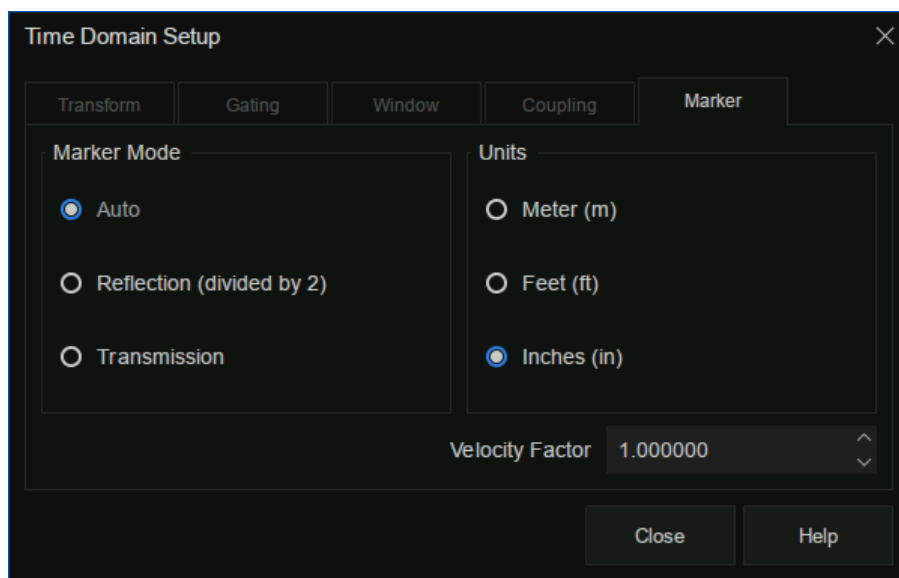 Time Domain Setup
Transform Gating Window Coupling Marker
Marker Mode
Auto
Reflection (divided by 2)
Transmission
Units
Meter (m)
Feet (ft)
Inches (in)
Velocity Factor 1.000000
Close Help